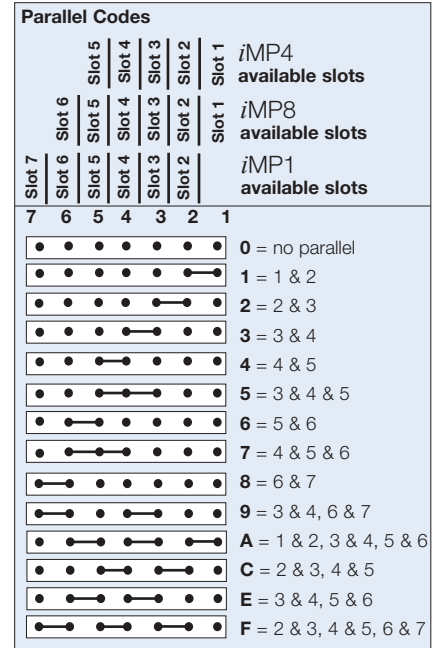 Parallel Codes
Slot 5 Slot 4 Slot 3 Slot 2 Slot 1
iMP4
available slots
Slot 6 Slot 5 Slot 4 Slot 3 Slot 2 Slot 1
iMP8
available slots
Slot 7 Slot 6 Slot 5 Slot 4 Slot 3 Slot 2
iMP1
available slots
7 6 5 4 3 2 1
0 = no parallel
1 = 1 & 2
2 = 2 & 3
3 = 3 & 4
4 = 4 & 5
5 = 3 & 4 & 5
6 = 5 & 6
7 = 4 & 5 & 6
8 = 6 & 7
9 = 3 & 4, 6 & 7
A = 1 & 2, 3 & 4, 5 & 6
C = 2 & 3, 4 & 5
E = 3 & 4, 5 & 6
F = 2 & 3, 4 & 5, 6 & 7